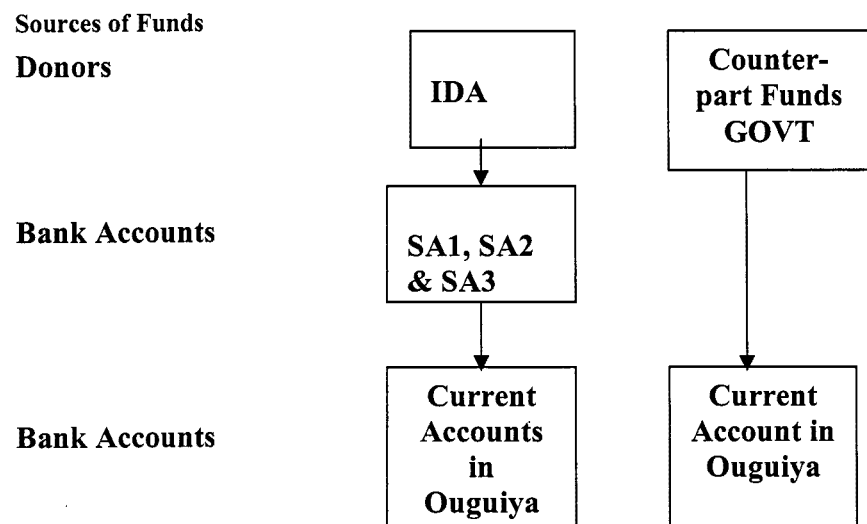 Sources of Funds
Donors
IDA
Counter-
part Funds
GOVT
Bank Accounts
SA1, SA2
& SA3
Bank Accounts
Current
Accounts
in
Ouguiya
Current
Account in
Ouguiya